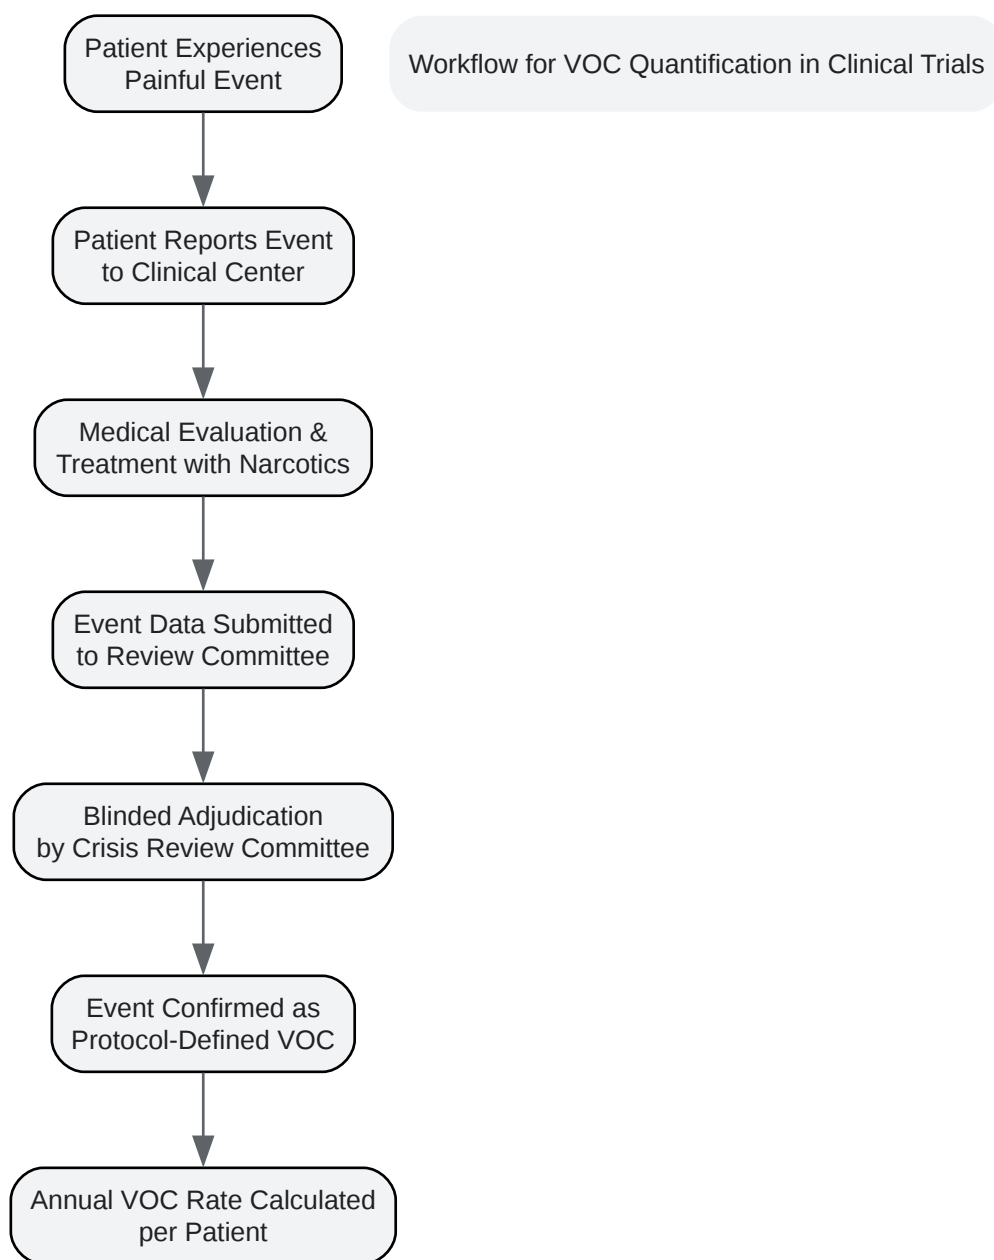 Patient Experiences
Painful Event
Workflow for VOC Quantification in Clinical Trials
Patient Reports Event
to Clinical Center
Medical Evaluation &
Treatment with Narcotics
Event Data Submitted
to Review Committee
Blinded Adjudication
by Crisis Review Committee
Event Confirmed as
Protocol-Defined VOC
Annual VOC Rate Calculated
per Patient